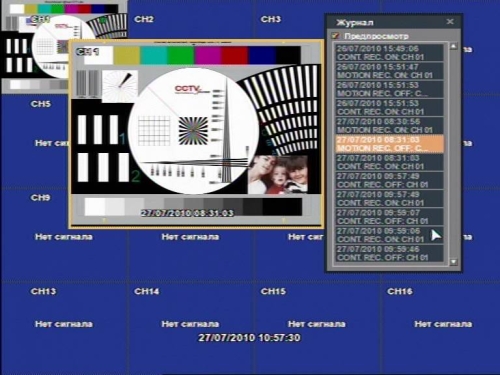 CH2
CH3
CH5
Нет сигнала
CH9
Нет сигнала
Нет сигнала
Нет сигнала
CH13
CH14
CH15
CH16
Нет сигнала
Нет сигнала
Нет сигнала
Нет сигнала
27/07/2010 10:57:30
CH 1
CCTV
1
2
27/07/2010 08:31:03
Журнал
Предпросмотр
26/07/2010 15:49:06
CONT. REC. ON: CH 01
26/07/2010 15:51:47
MOTION REC. ON: CH 01
26/07/2010 15:51:53
MOTION REC. OFF: C...
26/07/2010 15:51:53
CONT. REC. ON: CH 01
27/07/2010 08:30:56
MOTION REC. ON: CH 01
27/07/2010 08:31:03
MOTION REC. OFF: C...
27/07/2010 08:31:03
CONT. REC. ON: CH 01
27/07/2010 09:57:49
CONT. REC. OFF: CH 01
27/07/2010 09:57:49
CONT. REC. ON: CH 01
27/07/2010 09:59:07
CONT. REC. OFF: CH 01
27/07/2010 09:59:06
CONT. REC. ON: CH 01
27/07/2010 09:59:46
CONT. REC. OFF: CH 01